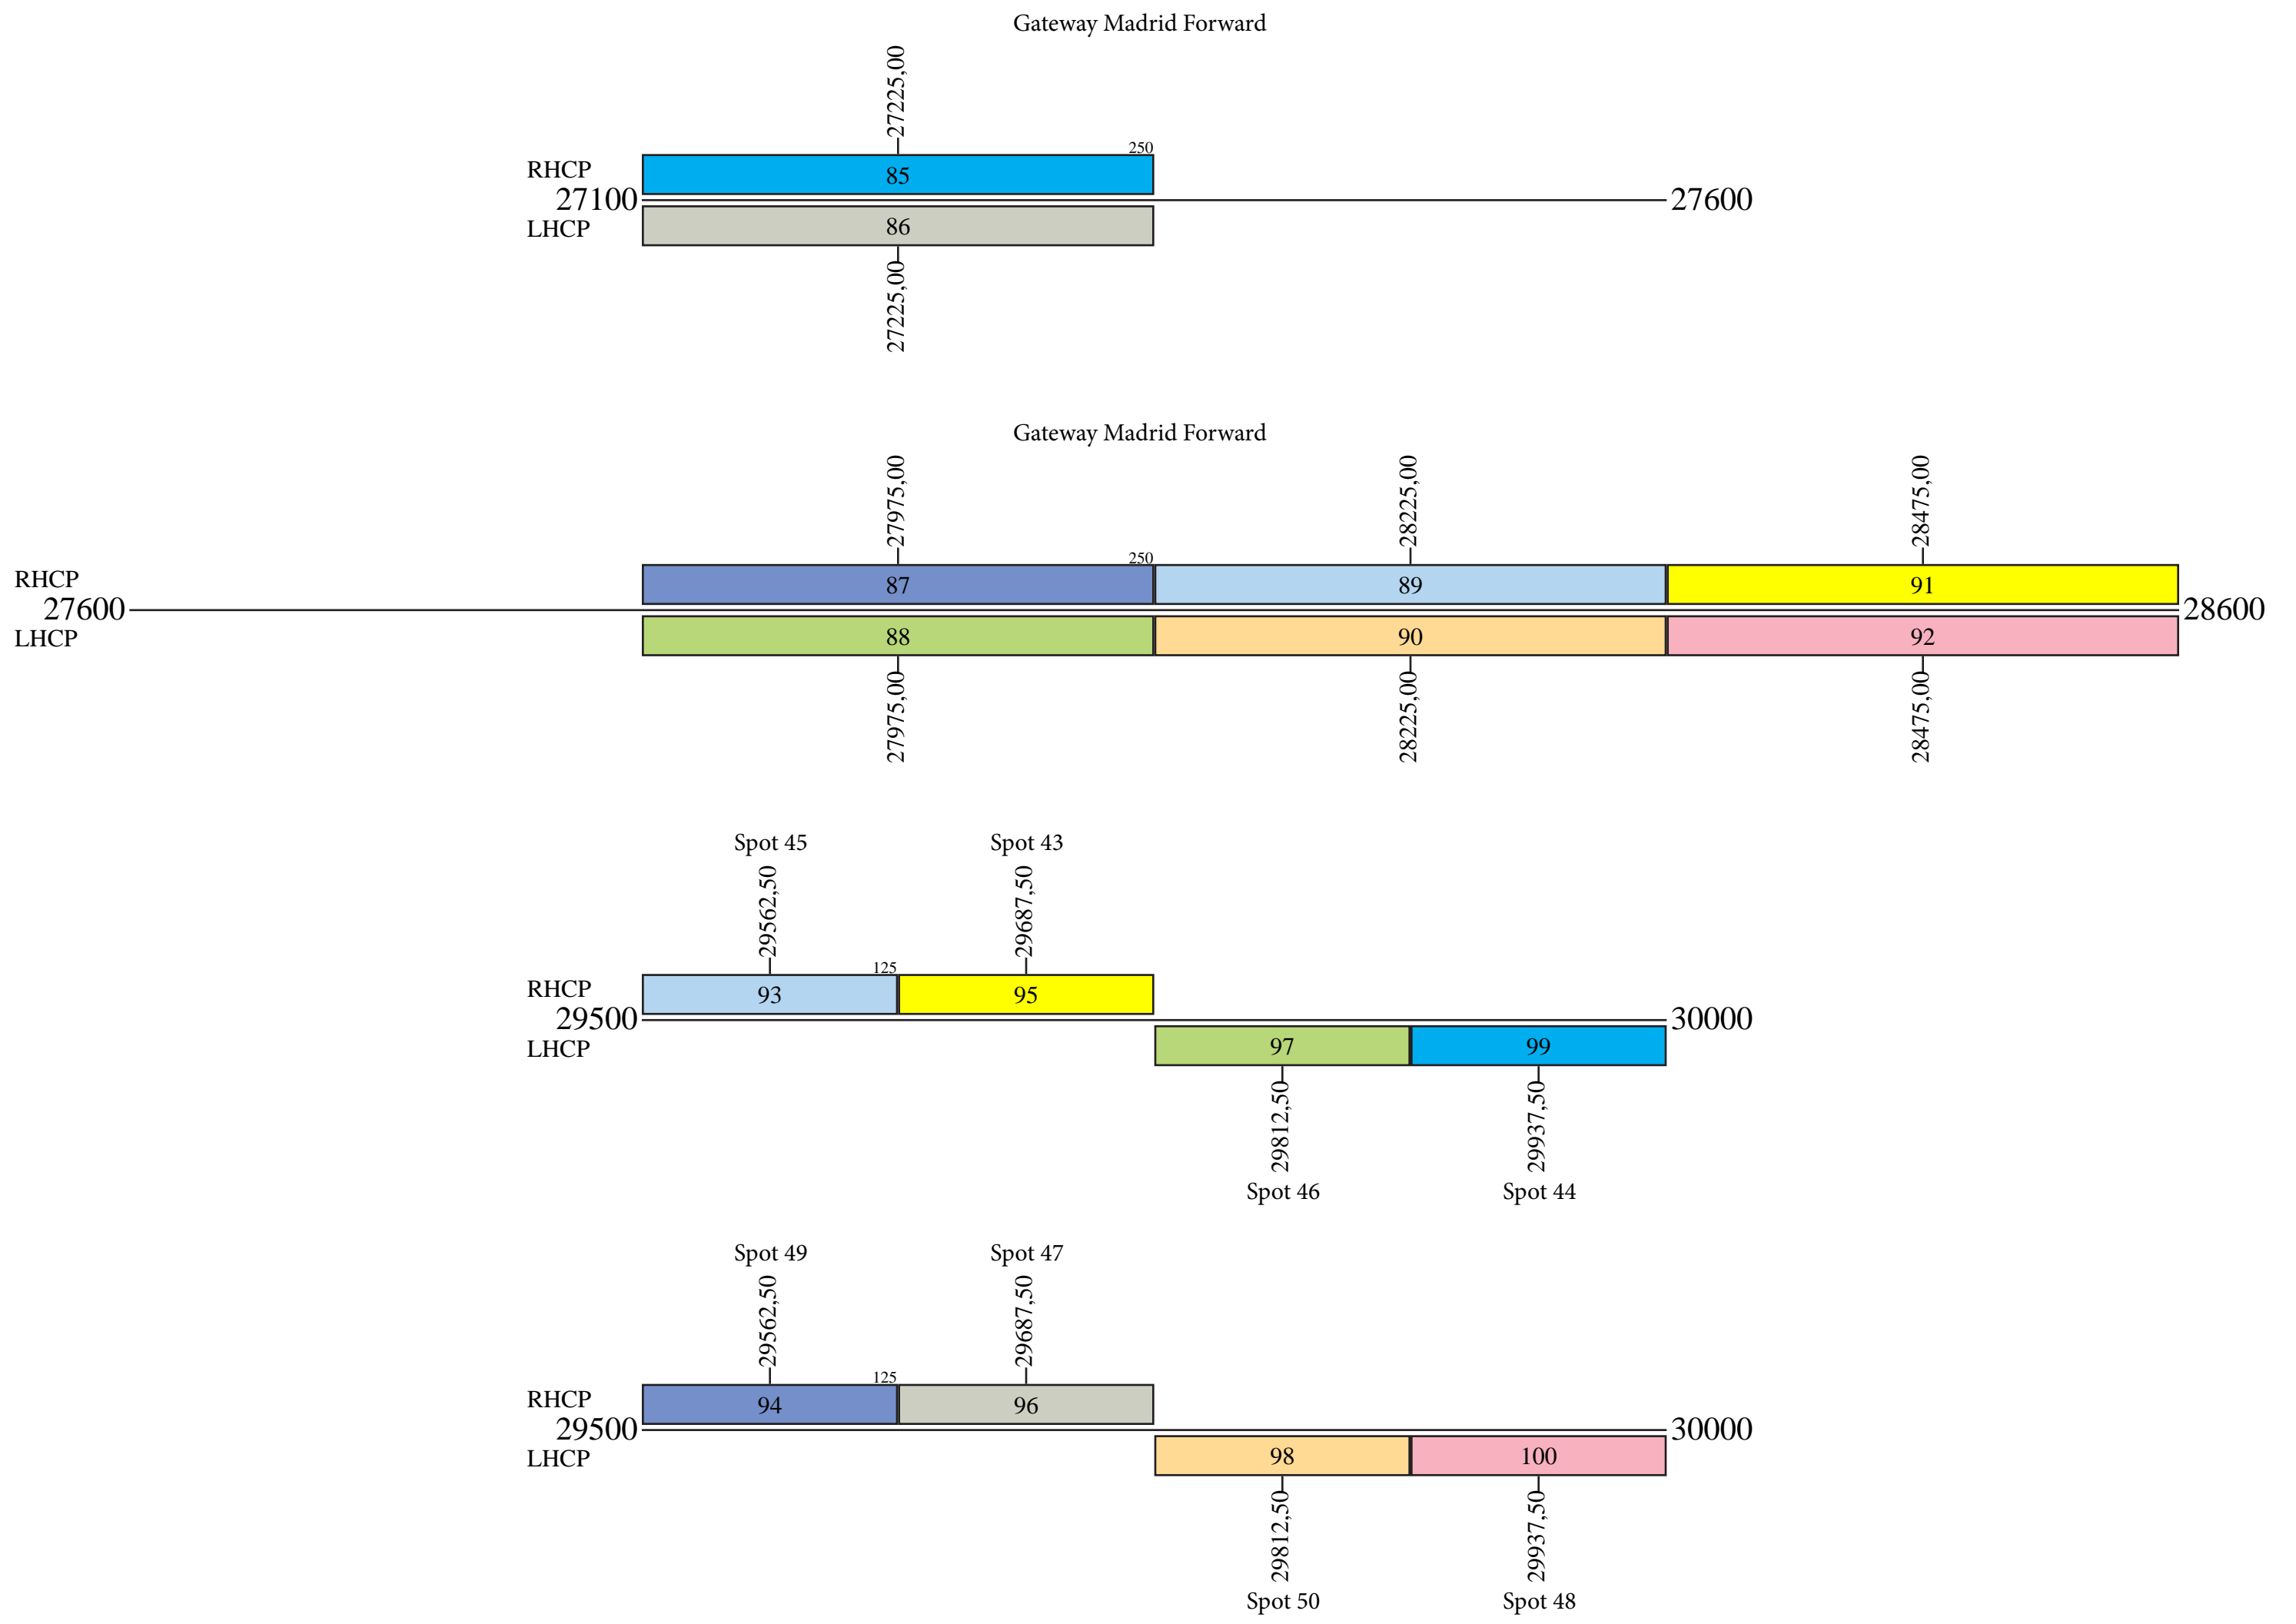 Gateway Madrid Forward
27225,00
250
RHCP
85
27100
27600
LHCP
86
27225,00
Gateway Madrid Forward
27975,00 28225,00 28475,00
250
RHCP
87 89 91
27600
28600
LHCP
88 90 92
27975,00 28225,00 28475,00
Spot 45 Spot 43
29562,50 29687,50
125
RHCP
93 95
29500
30000
LHCP
97 99
29812,50 29937,50
Spot 46 Spot 44
Spot 49 Spot 47
29562,50 29687,50
125
RHCP
94 96
29500
30000
LHCP
98 100
29812,50 29937,50
Spot 50 Spot 48